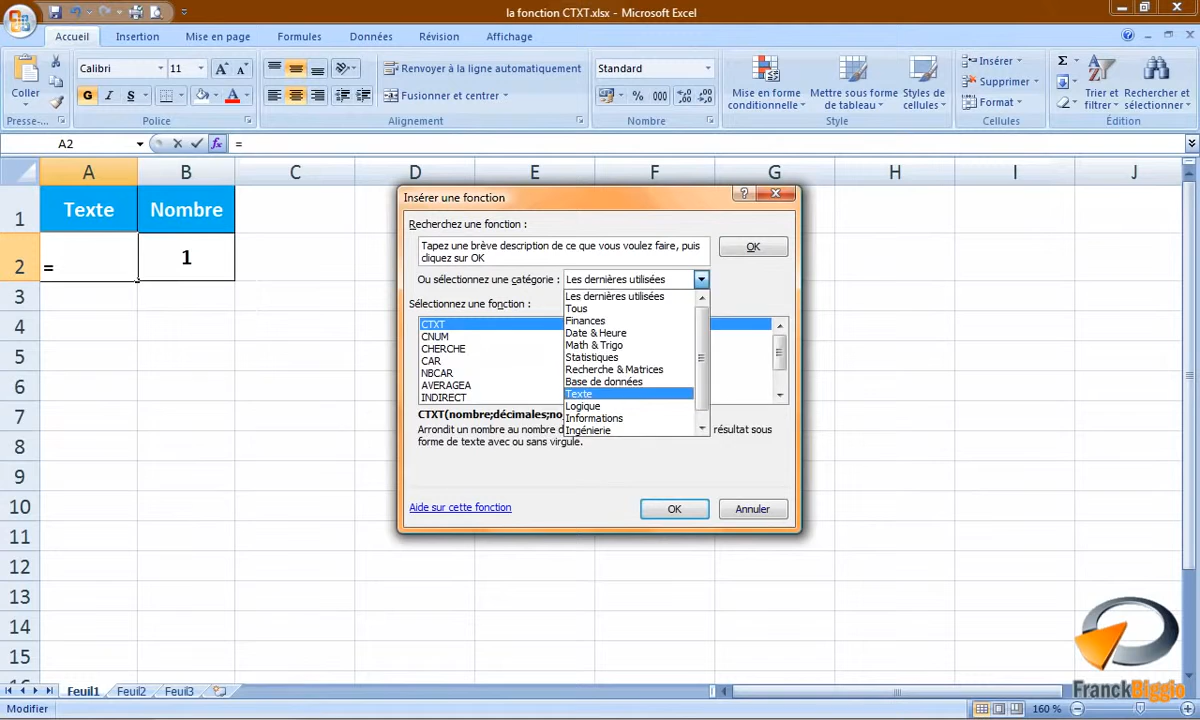 la fonction CTXT.xlsx - Microsoft Excel
Accueil Insertion Mise en page Formules Données Révision Affichage
Coller
Calibri 11
G I S A A A
Renvoyer à la ligne automatiquement
Fusionner et centrer
Standard
% 000
Mise en forme conditionnelle
Mettre sous forme de tableau
Styles de cellules
Insérer
Supprimer
Format
Σ
Trier et filtrer
Rechercher et sélectionner
Presse-... Police Alignement Nombre Style Cellules Édition
A2 fx =
A B C D E F G H I J
1 Texte Nombre
2 = 1
3
4
5
6
7
8
9
10
11
12
13
14
15
Insérer une fonction
?
Recherchez une fonction :
Tapez une brève description de ce que vous voulez faire, puis
cliquez sur OK
OK
Ou sélectionnez une catégorie : Les dernières utilisées
Les dernières utilisées
Tous
Finances
Date & Heure
Math & Trigo
Statistiques
Recherche & Matrices
Base de données
Texte
Logique
Informations
Ingénierie
Sélectionnez une fonction :
CTXT
CNUM
CHERCHE
CAR
NBCAR
AVERAGEA
INDIRECT
CTXT(nombre;décimales;no
Arrondit un nombre au nombre d résultat sous
forme de texte avec ou sans virgule.
Aide sur cette fonction
OK Annuler
Feuil1 Feuil2 Feuil3
FranckBiggio
Modifier 160 %